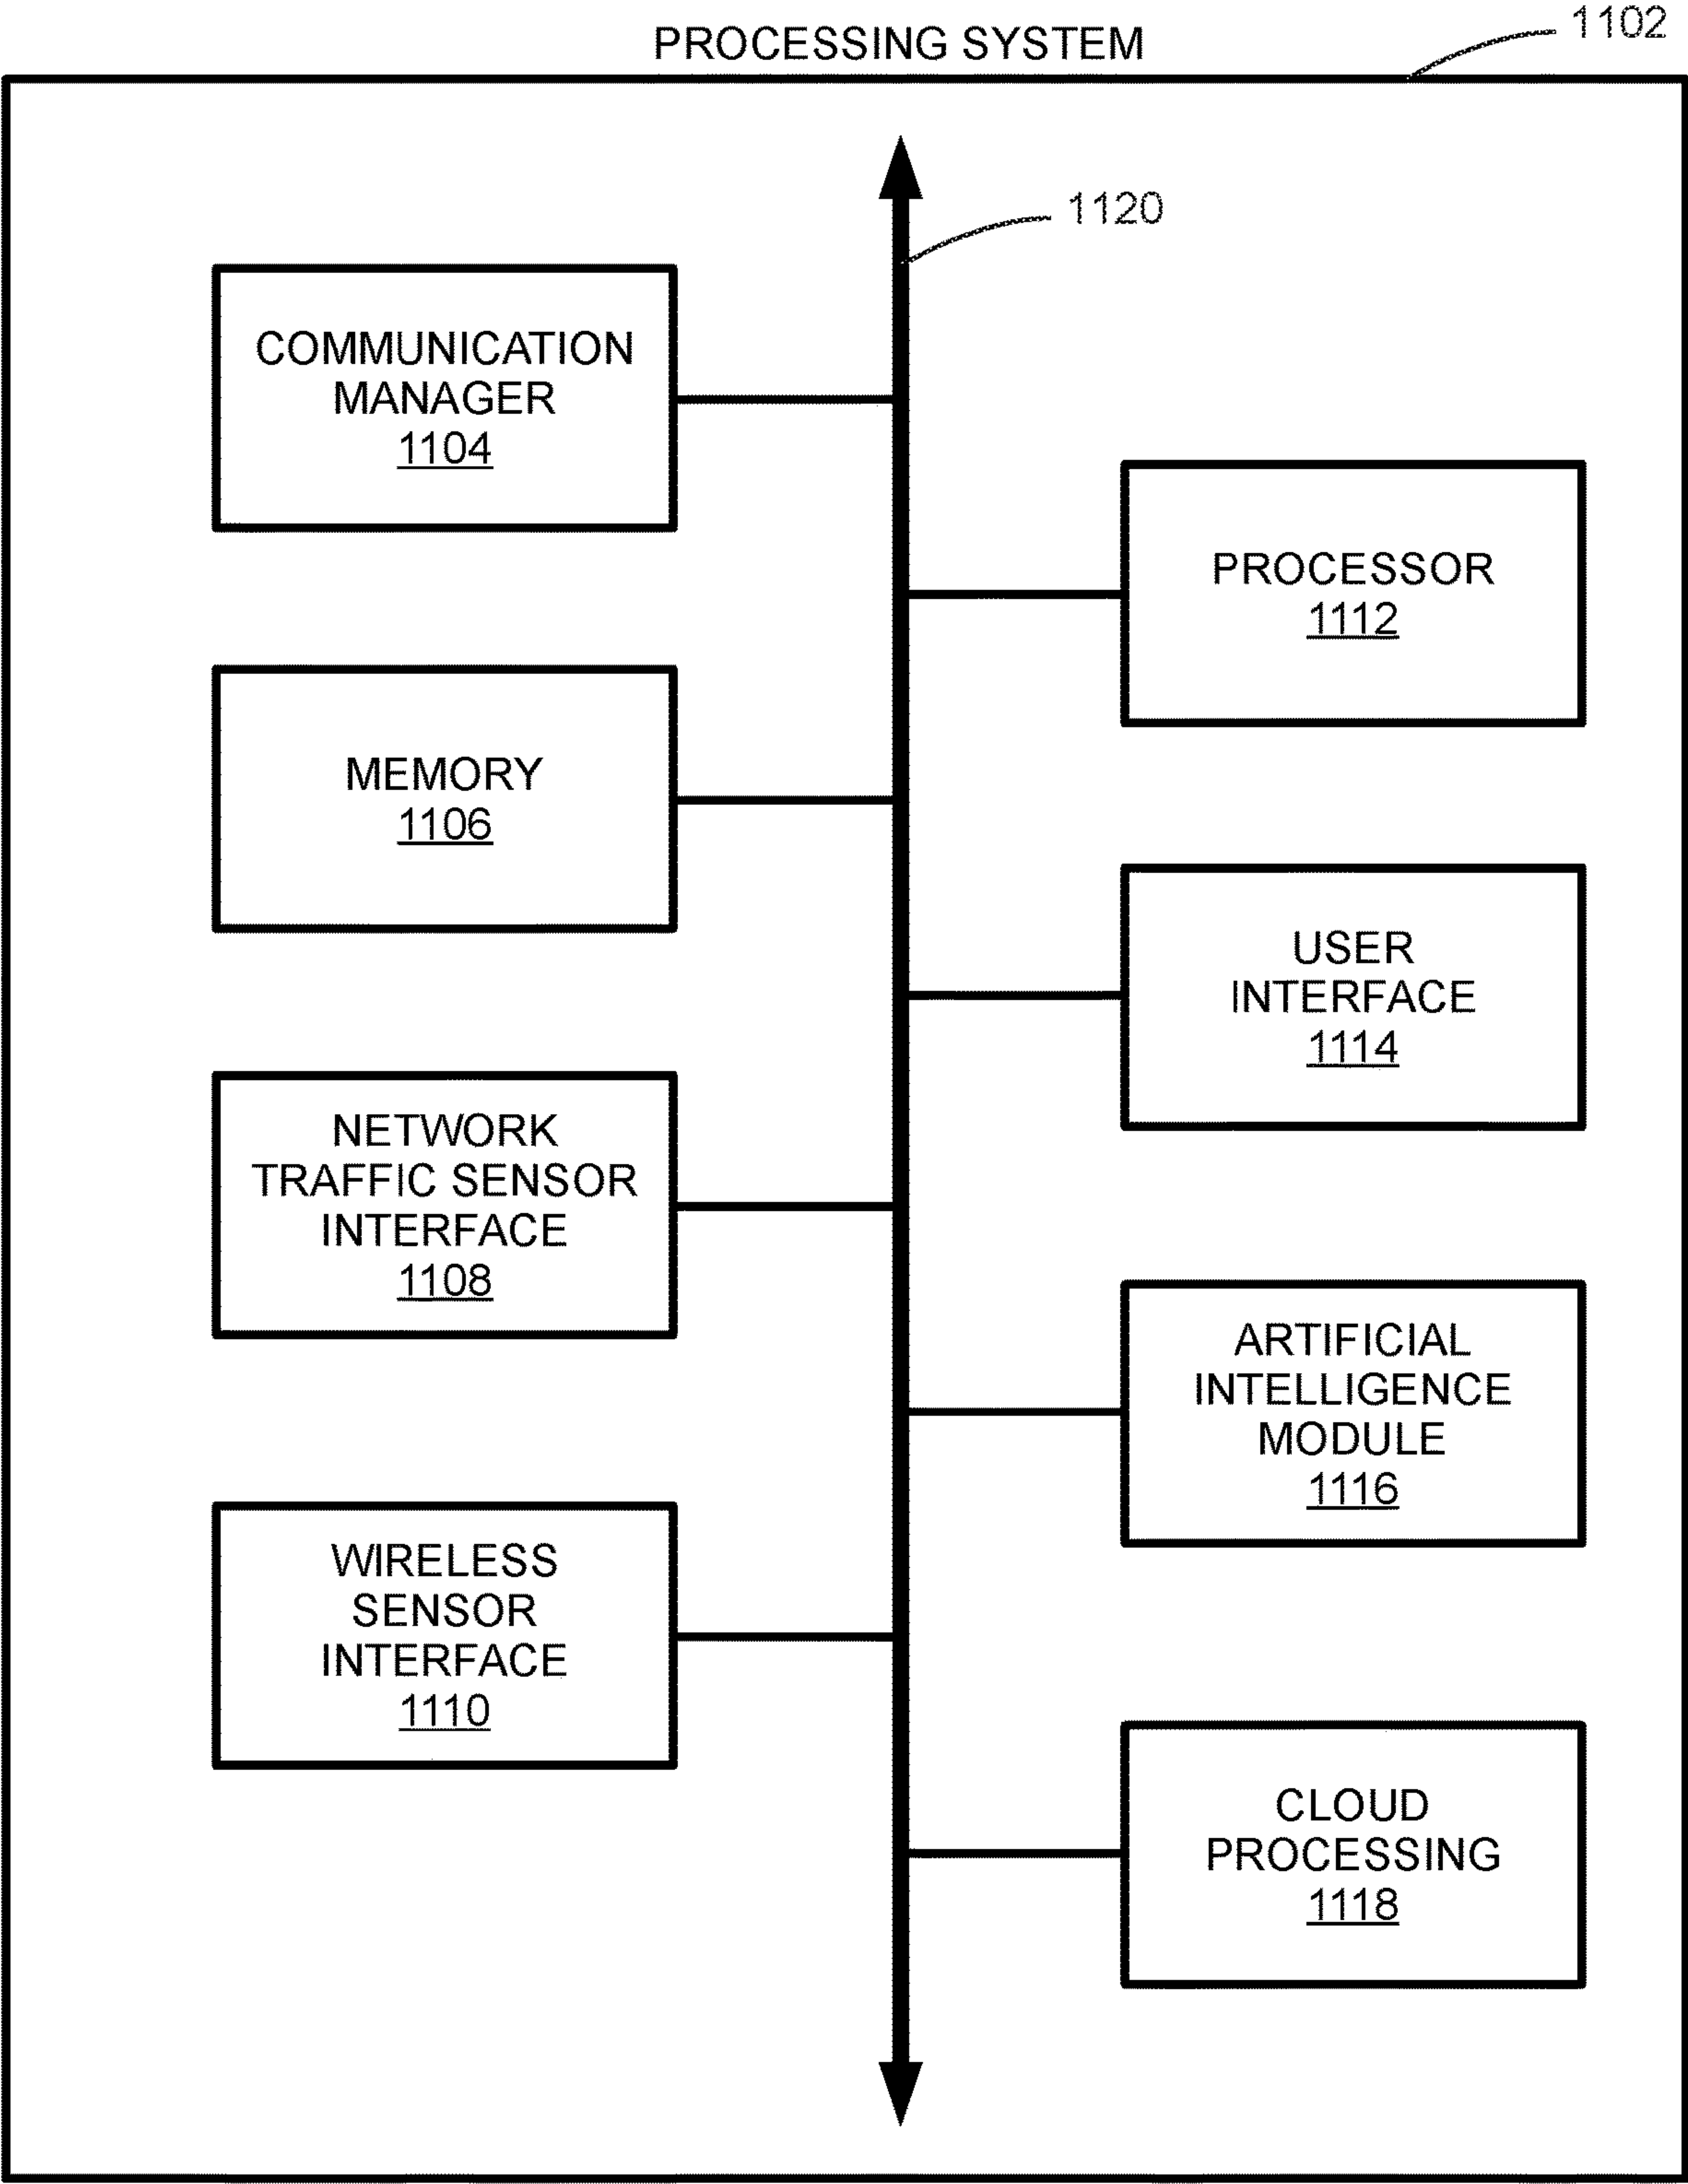 PROCESSING SYSTEM
1102
1120
COMMUNICATION
MANAGER
1104
PROCESSOR
1112
MEMORY
1106
USER
INTERFACE
1114
NETWORK
TRAFFIC SENSOR
INTERFACE
1108
ARTIFICIAL
INTELLIGENCE
MODULE
1116
WIRELESS
SENSOR
INTERFACE
1110
CLOUD
PROCESSING
1118